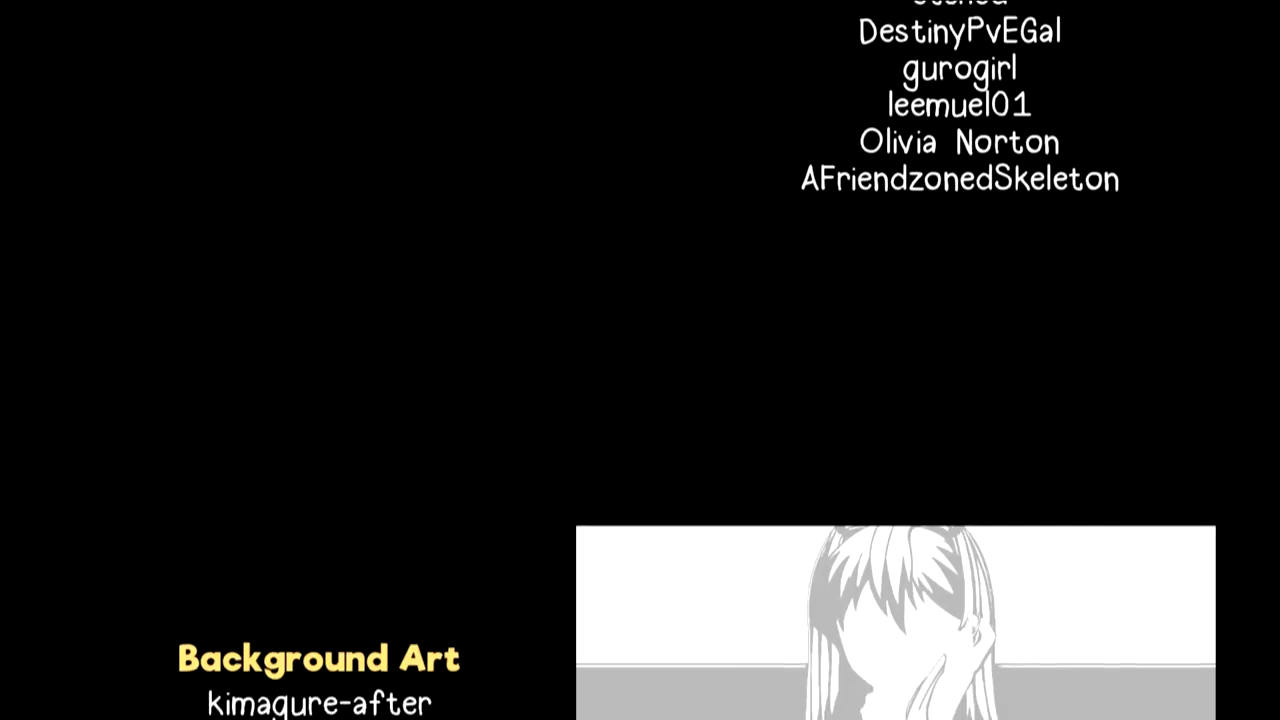 DestinyPvEGal
gurogirl
leemuel01
Olivia Norton
AFriendzonedSkeleton
Background Art
kimagure-after